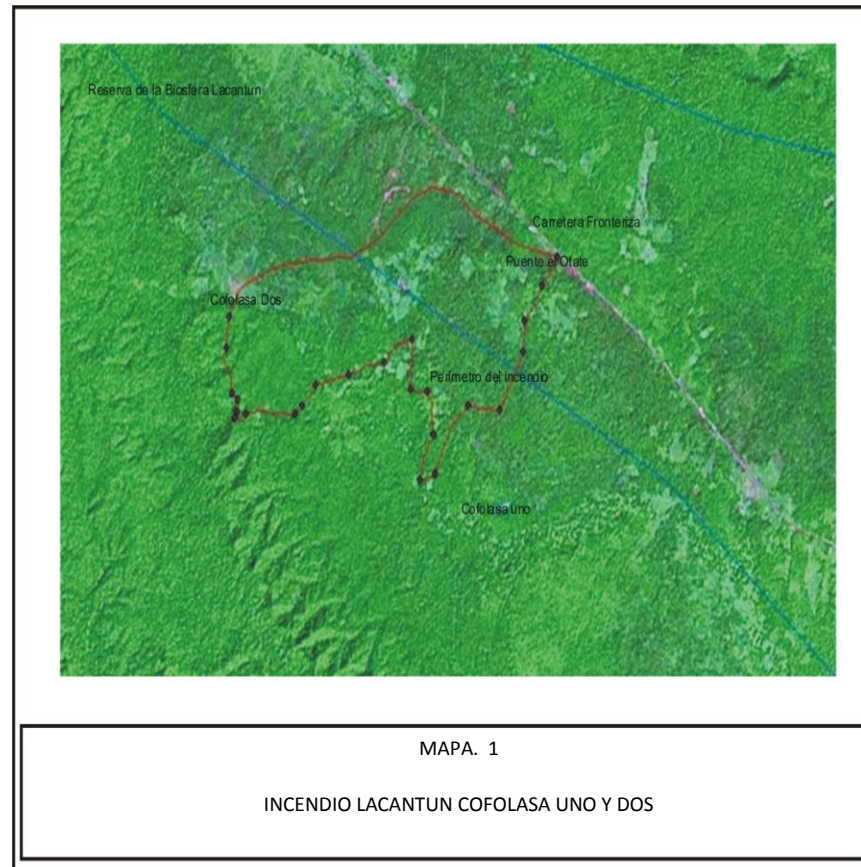 Reserva de la Biosfera Lacantun
Carretera Fronteriza
Puente el Otate
Cofolasa Dos
Perímetro del incendio
Cofolasa uno
MAPA. 1
INCENDIO LACANTUN COFOLASA UNO Y DOS